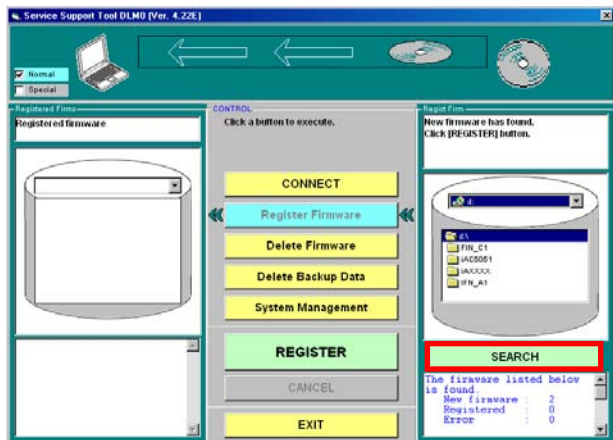 Service Support Tool DLM0 (Ver. 4.22E)
Normal
Special
Registered Firms
Registered firmware
CONTROL
Click a button to execute.
CONNECT
Register Firmware
Delete Firmware
Delete Backup Data
System Management
REGISTER
CANCEL
EXIT
Regist Firm
New firmware has found.
Click [REGISTER] button.
d:
d:\
FIN_C1
iAC5051
iAXXXX
IFN_A1
SEARCH
The firmware listed below
is found.
New firmware : 2
Registered : 0
Error : 0